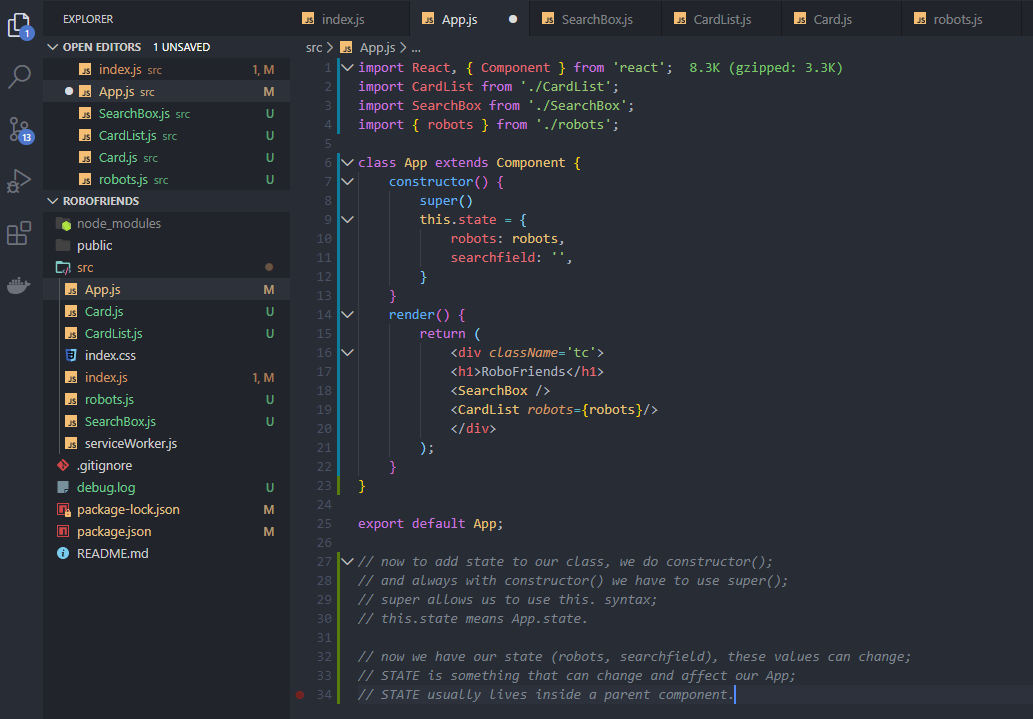 EXPLORER
OPEN EDITORS 1 UNSAVED
index.js src 1, M
App.js src M
SearchBox.js src U
CardList.js src U
Card.js src U
robots.js src U
ROBOFRIENDS
node_modules
public
src
App.js M
Card.js U
CardList.js U
index.css
index.js 1, M
robots.js U
SearchBox.js U
serviceWorker.js
.gitignore
debug.log U
package-lock.json M
package.json M
README.md
1
13
index.js App.js SearchBox.js CardList.js Card.js robots.js
src > App.js > ...
1 import React, { Component } from 'react'; 8.3K (gzipped: 3.3K)
2 import CardList from './CardList';
3 import SearchBox from './SearchBox';
4 import { robots } from './robots';
5
6 class App extends Component {
7 constructor() {
8 super()
9 this.state = {
10 robots: robots,
11 searchfield: '',
12 }
13 }
14 render() {
15 return (
16 <div className='tc'>
17 <h1>RoboFriends</h1>
18 <SearchBox />
19 <CardList robots={robots}/>
20 </div>
21 );
22 }
23 }
24
25 export default App;
26
27 // now to add state to our class, we do constructor();
28 // and always with constructor() we have to use super();
29 // super allows us to use this. syntax;
30 // this.state means App.state.
31
32 // now we have our state (robots, searchfield), these values can change;
33 // STATE is something that can change and affect our App;
34 // STATE usually lives inside a parent component.